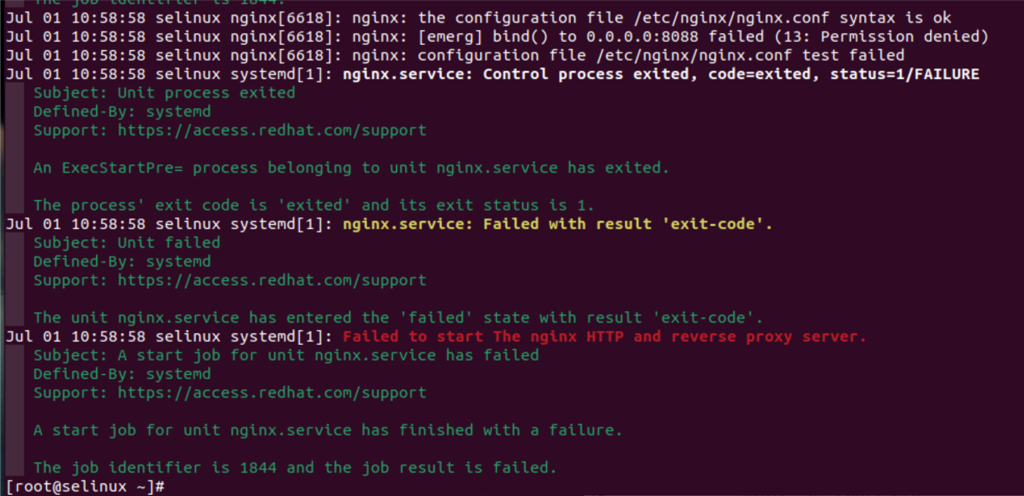 The job identifier is 1844.
Jul 01 10:58:58 selinux nginx[6618]: nginx: the configuration file /etc/nginx/nginx.conf syntax is ok
Jul 01 10:58:58 selinux nginx[6618]: nginx: [emerg] bind() to 0.0.0.0:8088 failed (13: Permission denied)
Jul 01 10:58:58 selinux nginx[6618]: nginx: configuration file /etc/nginx/nginx.conf test failed
Jul 01 10:58:58 selinux systemd[1]: nginx.service: Control process exited, code=exited, status=1/FAILURE
Subject: Unit process exited
Defined-By: systemd
Support: https://access.redhat.com/support
An ExecStartPre= process belonging to unit nginx.service has exited.
The process' exit code is 'exited' and its exit status is 1.
Jul 01 10:58:58 selinux systemd[1]: nginx.service: Failed with result 'exit-code'.
Subject: Unit failed
Defined-By: systemd
Support: https://access.redhat.com/support
The unit nginx.service has entered the 'failed' state with result 'exit-code'.
Jul 01 10:58:58 selinux systemd[1]: Failed to start The nginx HTTP and reverse proxy server.
Subject: A start job for unit nginx.service has failed
Defined-By: systemd
Support: https://access.redhat.com/support
A start job for unit nginx.service has finished with a failure.
The job identifier is 1844 and the job result is failed.
[root@selinux ~]#